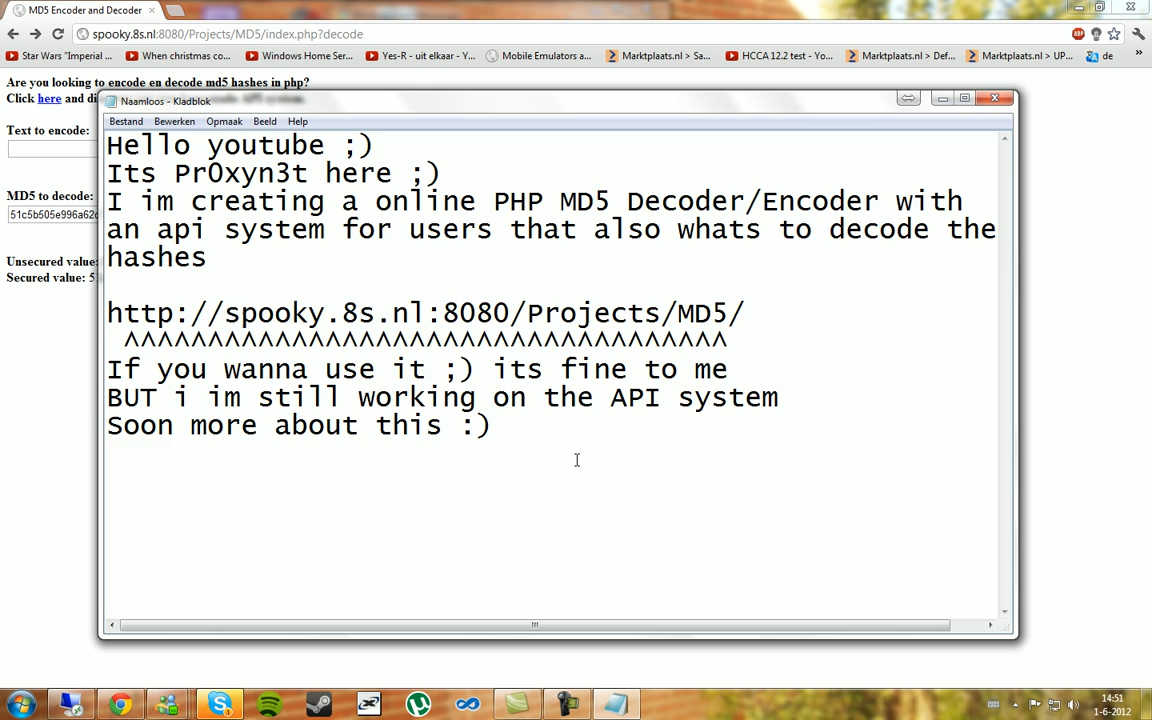 MD5 Encoder and Decoder
spooky.8s.nl:8080/Projects/MD5/index.php?decode
Star Wars "Imperial ...
When christmas co...
Windows Home Ser...
Yes-R - uit elkaar - Y...
Mobile Emulators a...
Marktplaats.nl > Sa...
HCCA 12.2 test - Yo...
Marktplaats.nl > Def...
Marktplaats.nl > UP...
de
Are you looking to encode en decode md5 hashes in php?
Click here and
Text to encode:
MD5 to decode:
51c5b505e996a62
Unsecured value:
Secured value: 5
Naamloos - Kladblok
Bestand Bewerken Opmaak Beeld Help
Hello youtube ;)
Its Pr0xyn3t here ;)
I im creating a online PHP MD5 Decoder/Encoder with
an api system for users that also whats to decode the
hashes
http://spooky.8s.nl:8080/Projects/MD5/
^^^^^^^^^^^^^^^^^^^^^^^^^^^^^^^^^^^^
If you wanna use it ;) its fine to me
BUT i im still working on the API system
Soon more about this :)
14:51
1-6-2012